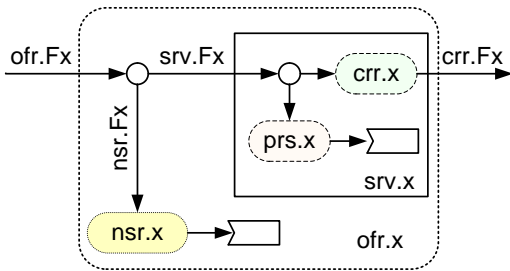 ofr.Fx
srv.Fx
crr.x
crr.Fx
nsr.Fx
prs.x
srv.x
nsr.x
ofr.x